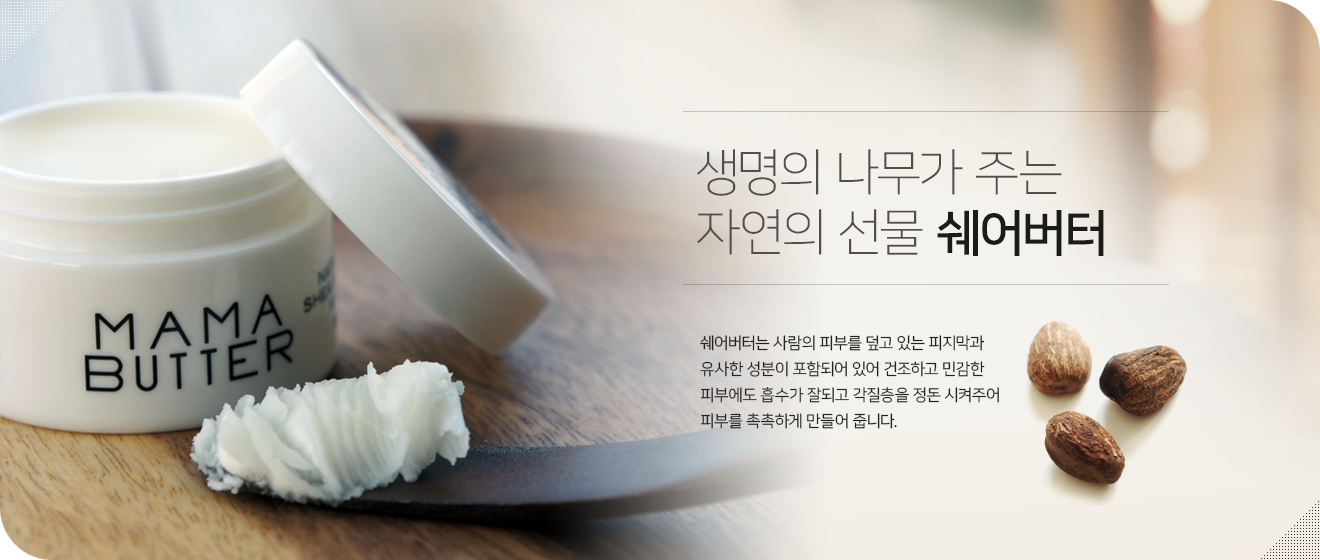 MAMA
BUTTER
생명의 나무가 주는
자연의 선물 쉐어버터
쉐어버터는 사람의 피부를 덮고 있는 피지막과
유사한 성분이 포함되어 있어 건조하고 민감한
피부에도 흡수가 잘되고 각질층을 정돈 시켜주어
피부를 촉촉하게 만들어 줍니다.